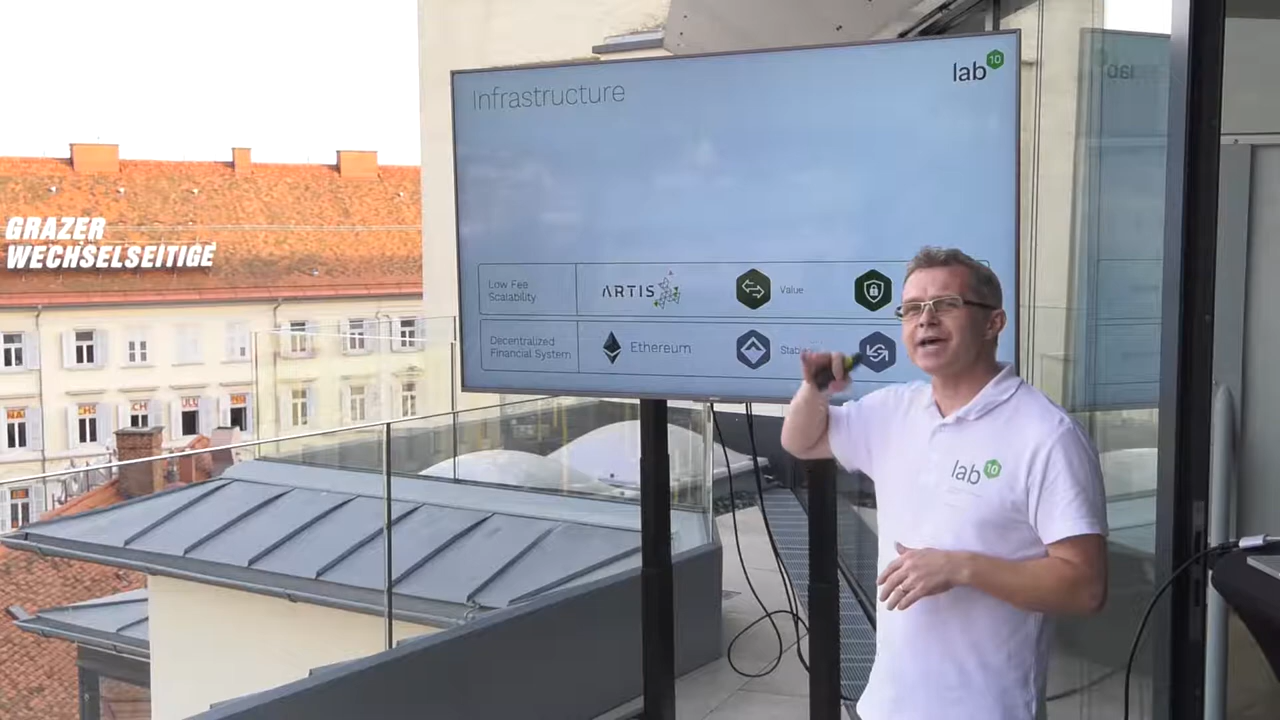 GRAZER
WECHSELSEITIGE
Infrastructure
lab10
Low Fee
Scalability
ARTIS
Value
Decentralized
Financial System
Ethereum
lab10